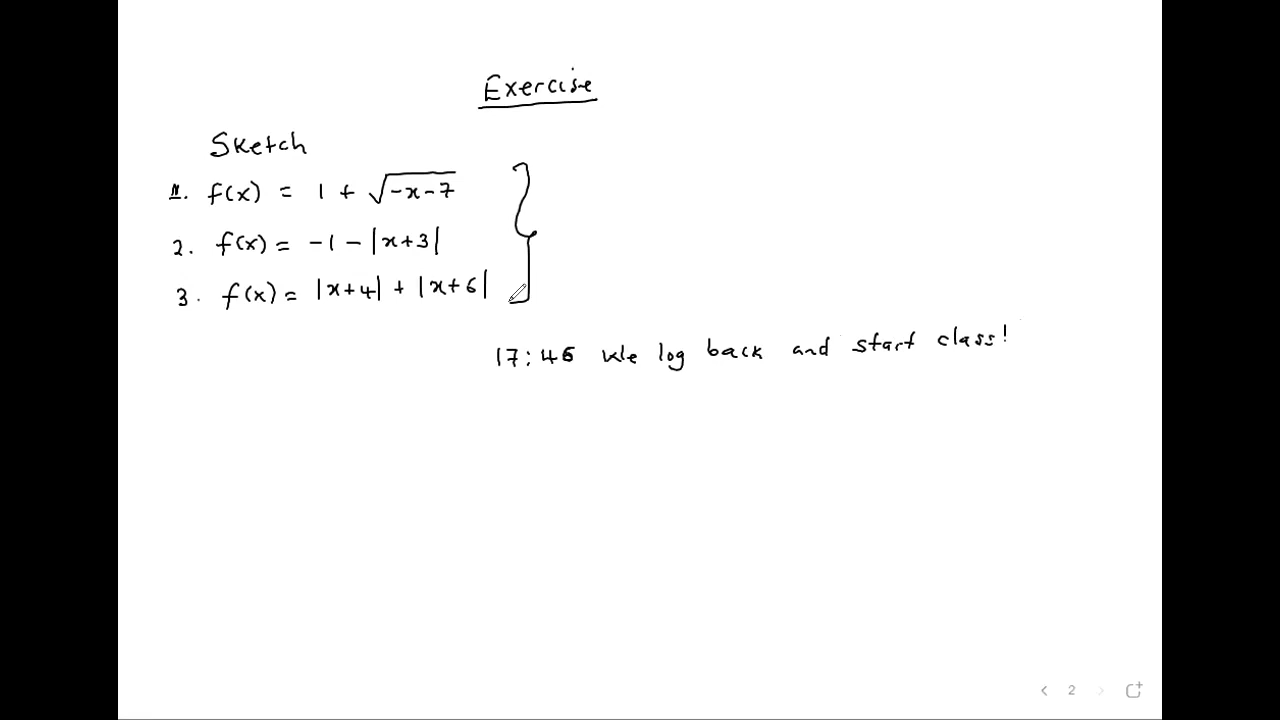 Exercise
Sketch
1. f(x) = 1 + √(-x-7)
2. f(x) = -1 - |x+3|
3. f(x) = |x+4| + |x+6|
17:45 We log back and start class!
2